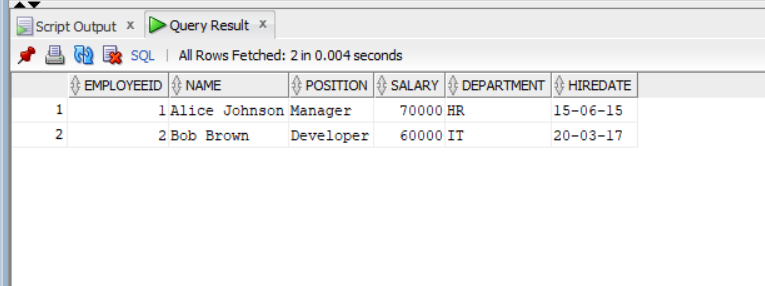 Script Output x Query Result x
SQL | All Rows Fetched: 2 in 0.004 seconds
EMPLOYEEID NAME POSITION SALARY DEPARTMENT HIREDATE
1 1 Alice Johnson Manager 70000 HR 15-06-15
2 2 Bob Brown Developer 60000 IT 20-03-17